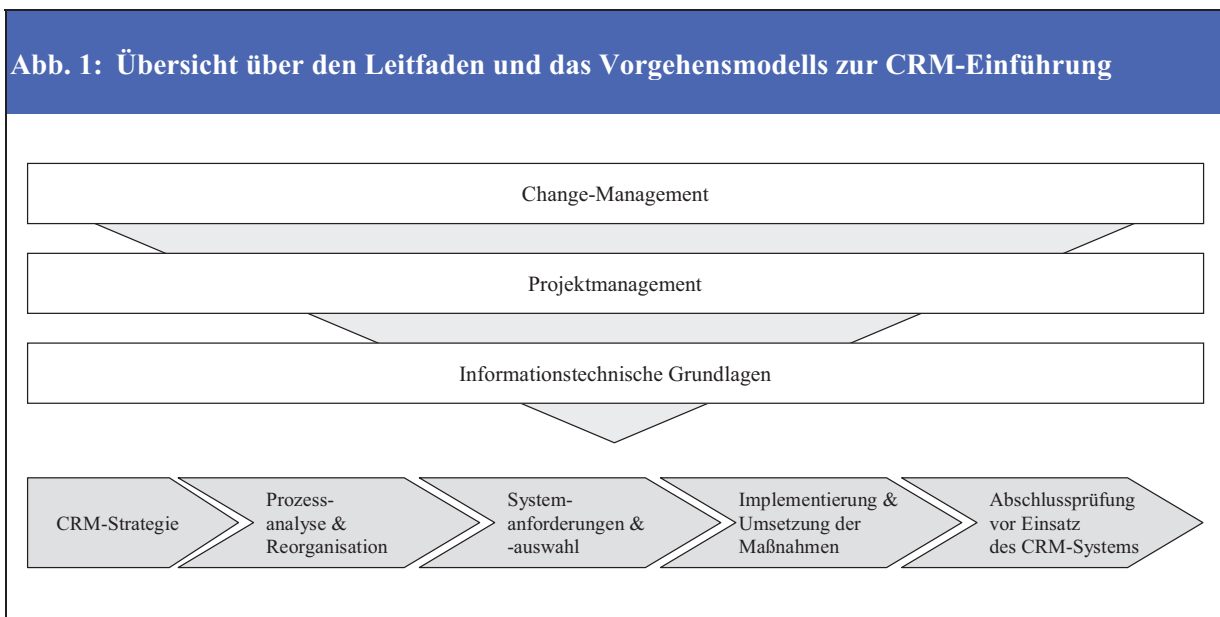 Abb. 1: Übersicht über den Leitfaden und das Vorgehensmodells zur CRM-Einführung
Change-Management
Projektmanagement
Informationstechnische Grundlagen
CRM-Strategie
Prozess-
analyse &
Reorganisation
System-
anforderungen &
-auswahl
Implementierung &
Umsetzung der
Maßnahmen
Abschlussprüfung
vor Einsatz
des CRM-Systems